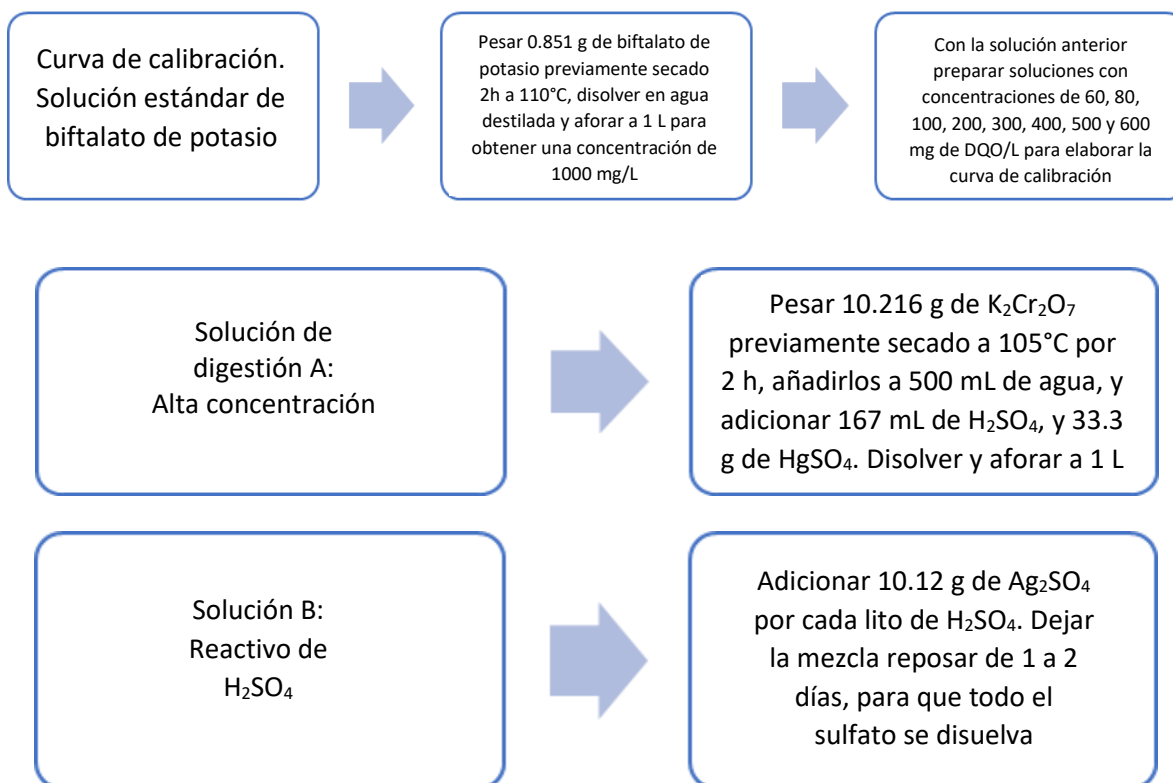 Curva de calibración.
Solución estándar de
biftalato de potasio
Pesar 0.851 g de biftalato de
potasio previamente secado
2h a 110°C, disolver en agua
destilada y aforar a 1 L para
obtener una concentración de
1000 mg/L
Con la solución anterior
preparar soluciones con
concentraciones de 60, 80,
100, 200, 300, 400, 500 y 600
mg de DQO/L para elaborar la
curva de calibración
Solución de
digestión A:
Alta concentración
Pesar 10.216 g de K₂Cr₂O₇
previamente secado a 105°C por
2 h, añadirlos a 500 mL de agua, y
adicionar 167 mL de H₂SO₄, y 33.3
g de HgSO₄. Disolver y aforar a 1 L
Solución B:
Reactivo de
H₂SO₄
Adicionar 10.12 g de Ag₂SO₄
por cada lito de H₂SO₄. Dejar
la mezcla reposar de 1 a 2
días, para que todo el
sulfato se disuelva